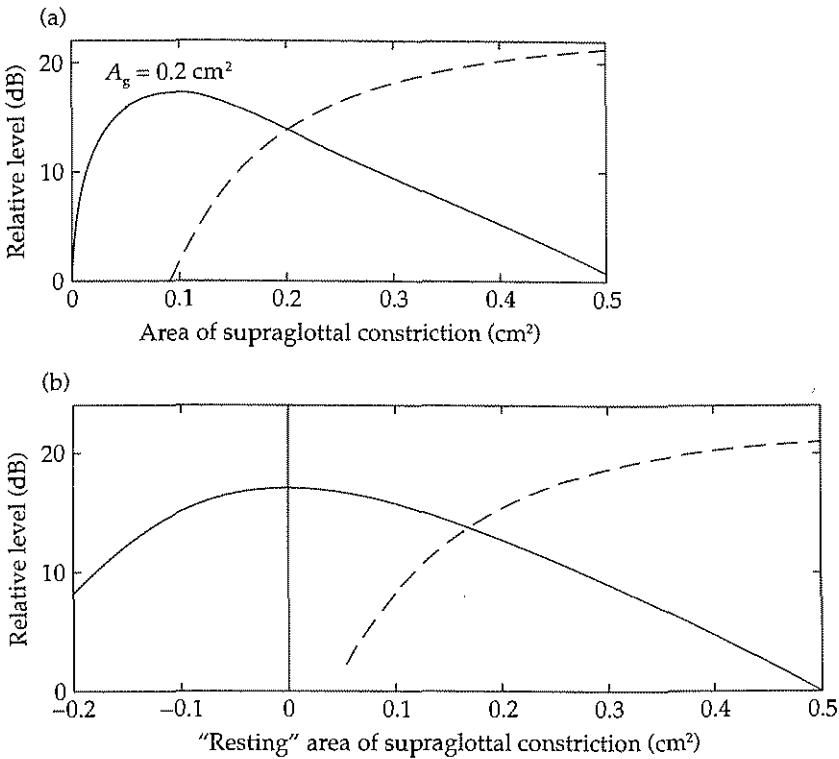 (a)
20
10
0
Relative level (dB)
A_g = 0.2 cm²
0 0.1 0.2 0.3 0.4 0.5
Area of supraglottal constriction (cm²)
(b)
20
10
0
Relative level (dB)
–0.2 –0.1 0 0.1 0.2 0.3 0.4 0.5
“Resting” area of supraglottal constriction (cm²)